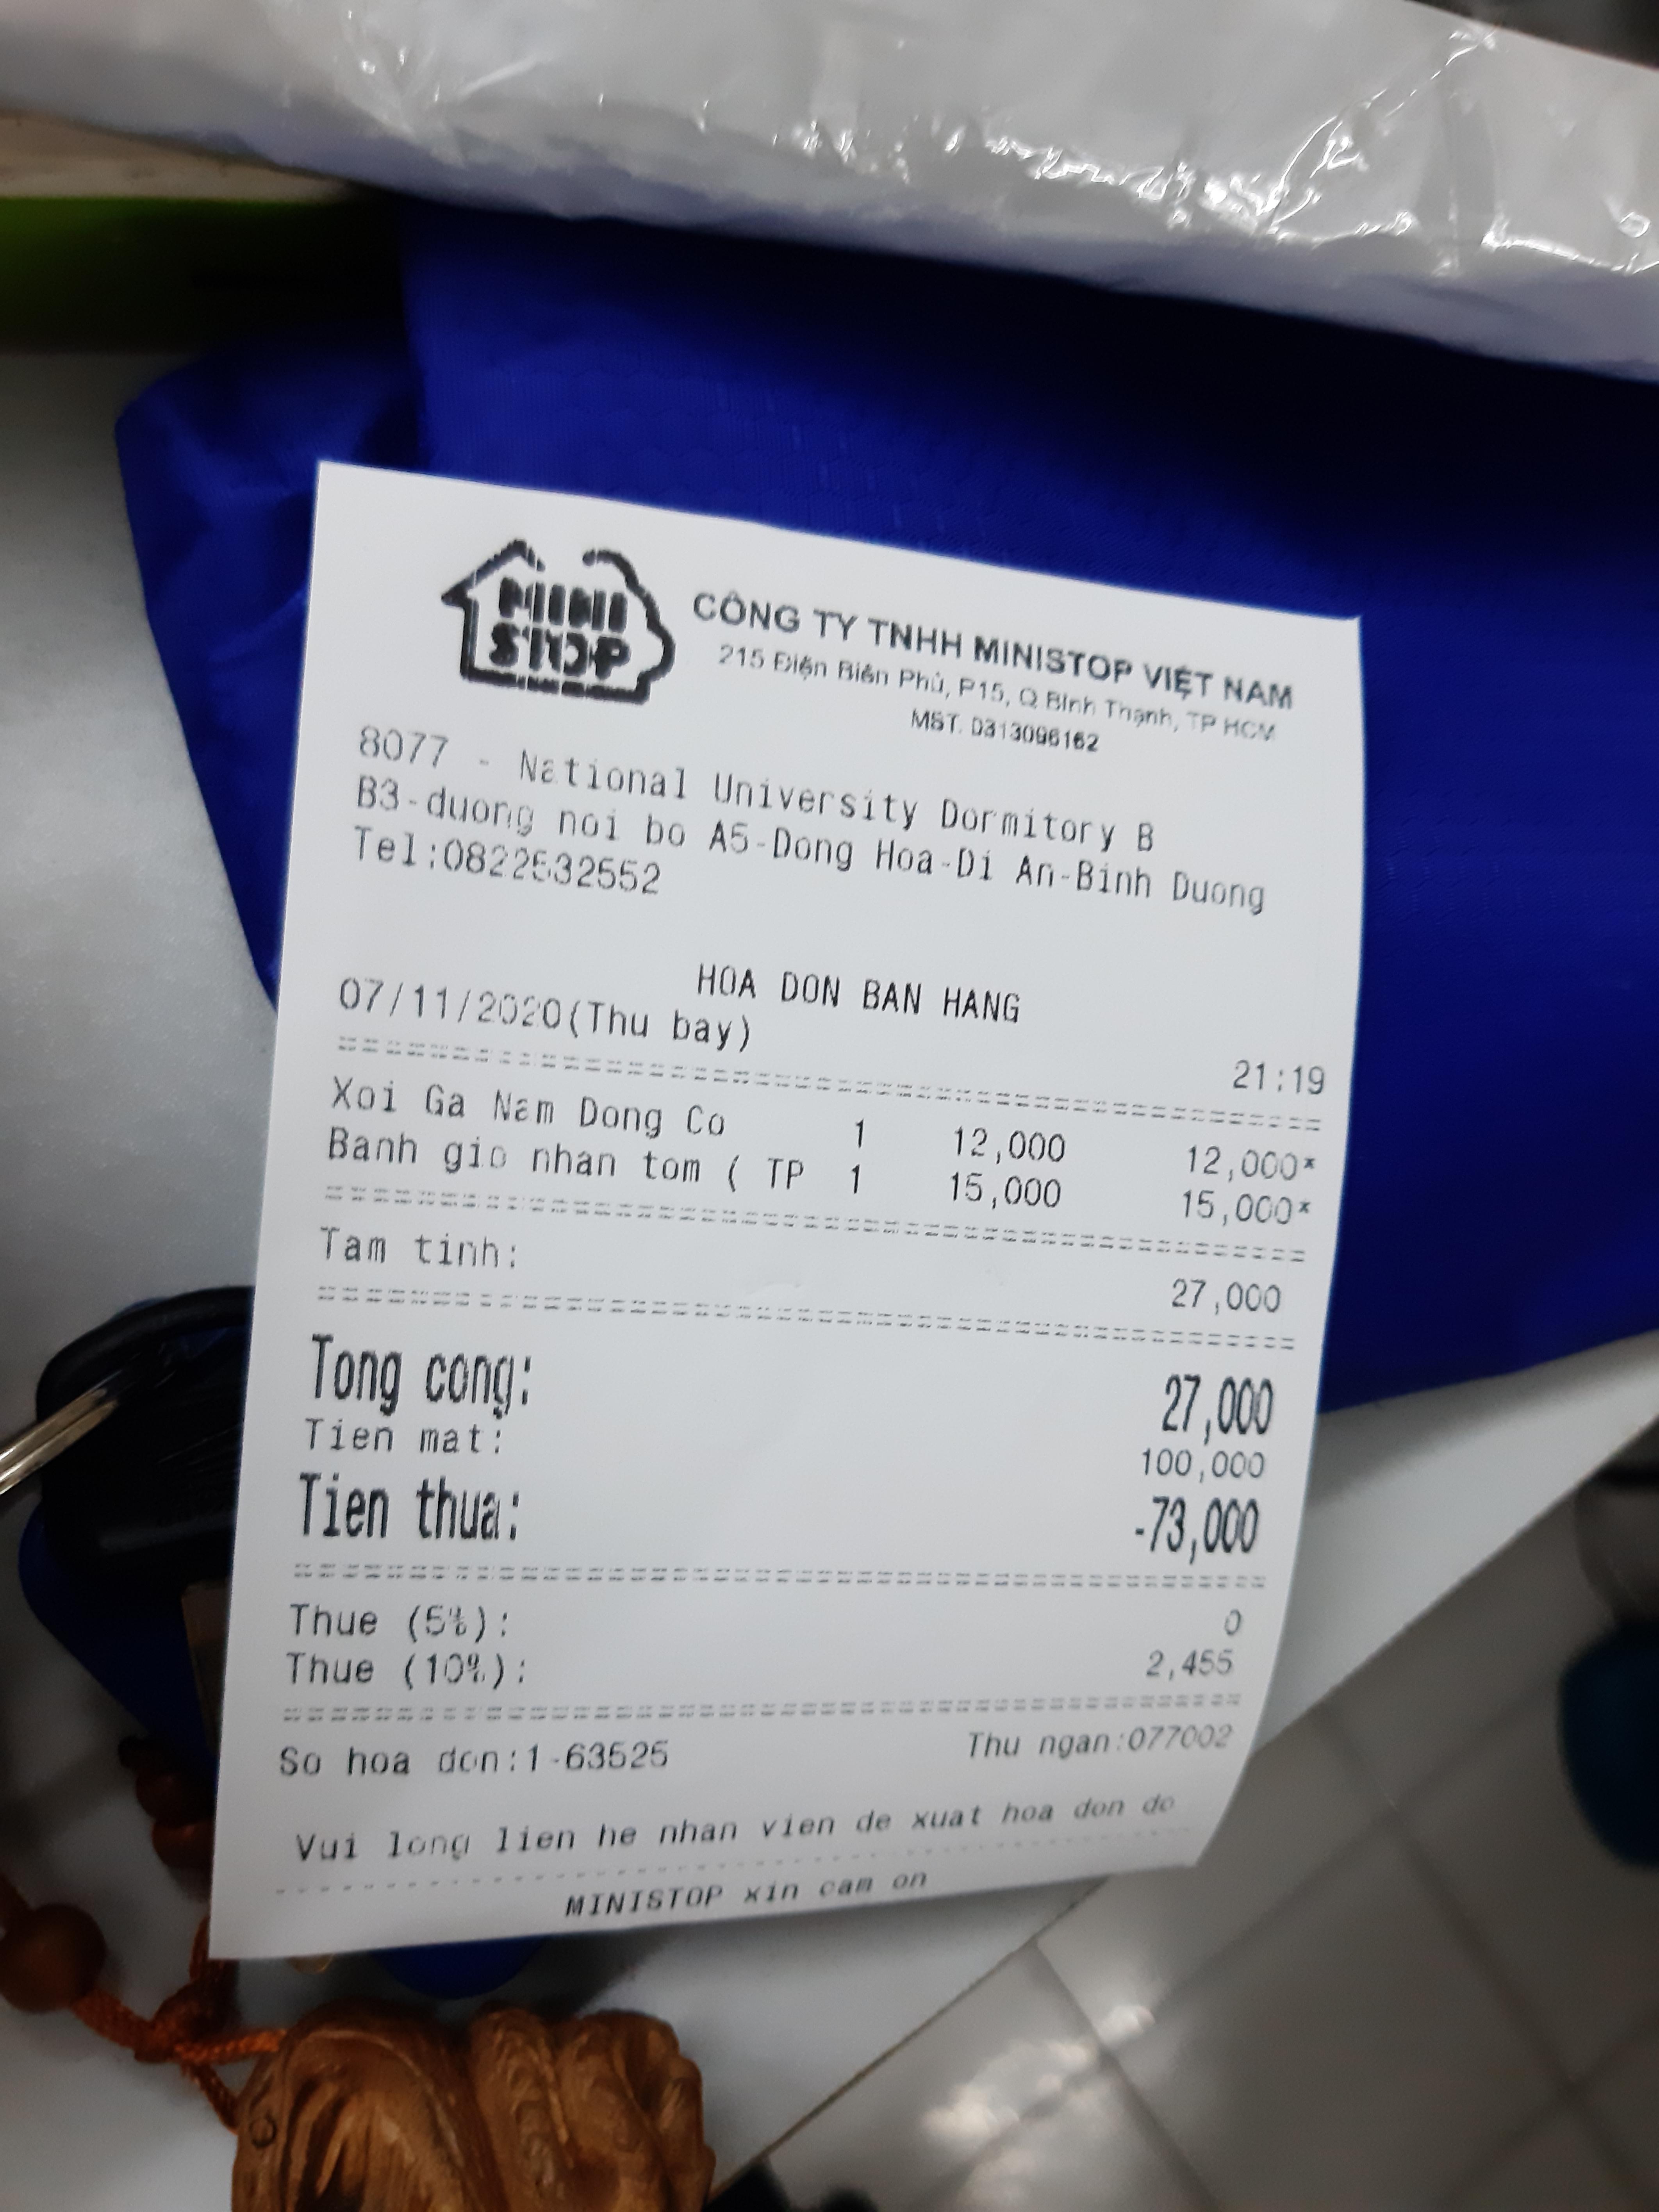 MINI
STOP
CÔNG TY TNHH MINISTOP VIỆT NAM
215 Điện Biên Phủ, P15, Q Bình Thạnh, TP HCM
MST. 0313096162
8077 - National University Dormitory B
B3-duong noi bo A5-Dong Hoa-Di An-Binh Duong
Tel:0822532552
HOA DON BAN HANG
07/11/2020(Thu bay) 21:19
Xoi Ga Nam Dong Co 1 12,000 12,000*
Banh gio nhan tom ( TP 1 15,000 15,000*
Tam tinh: 27,000
Tong cong: 27,000
Tien mat: 100,000
Tien thua: -73,000
Thue (5%): 0
Thue (10%): 2,455
So hoa don:1-63525 Thu ngan:077002
Vui long lien he nhan vien de xuat hoa don do
MINISTOP xin cam on